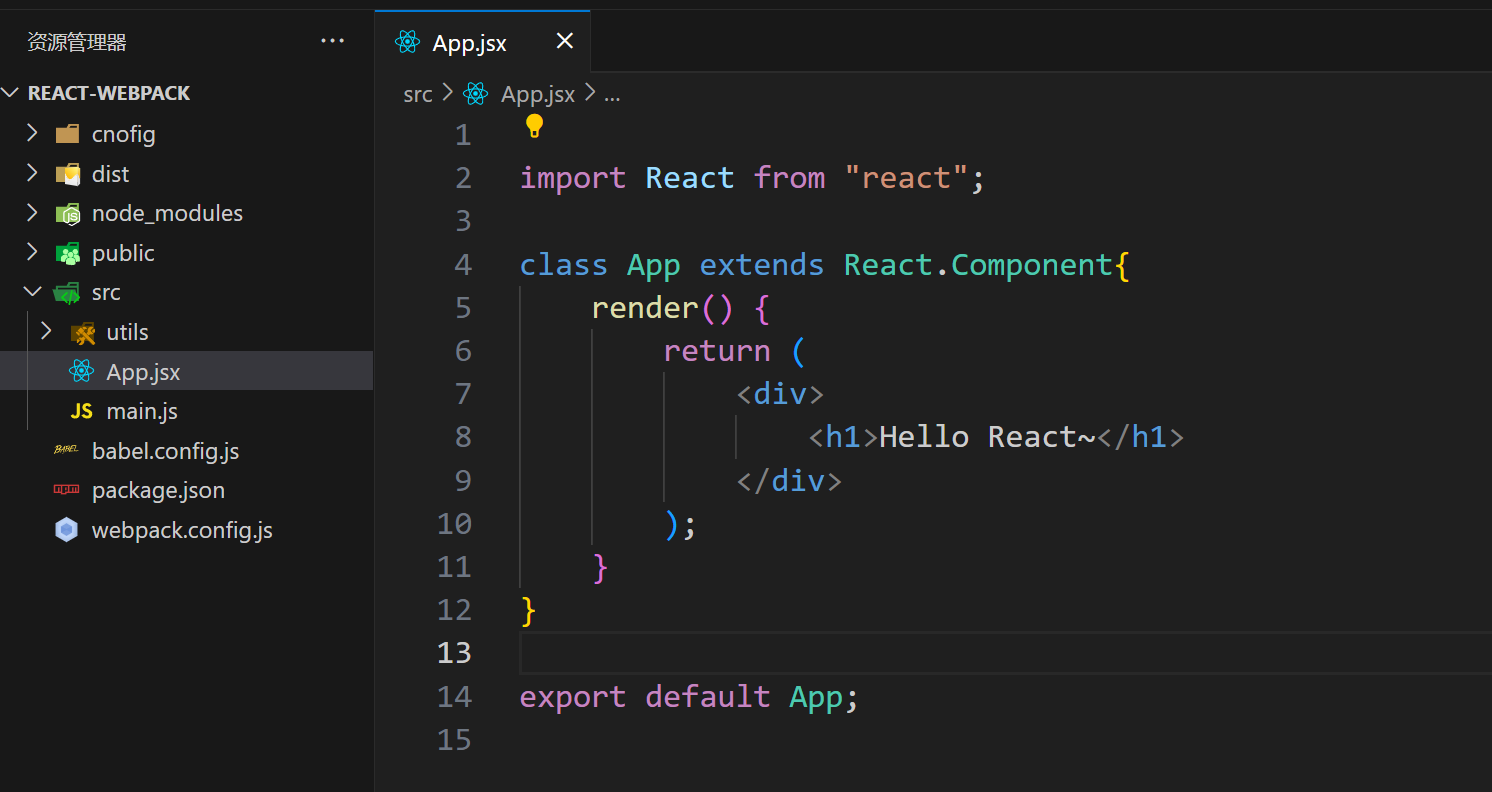 资源管理器 ···
REACT-WEBPACK
cnofig
dist
node_modules
public
src
utils
App.jsx
JS main.js
BABEL babel.config.js
npm package.json
webpack.config.js
App.jsx
src > App.jsx > ...
1
2 import React from "react";
3
4 class App extends React.Component{
5     render() {
6         return (
7             <div>
8                 <h1>Hello React~</h1>
9             </div>
10         );
11     }
12 }
13
14 export default App;
15